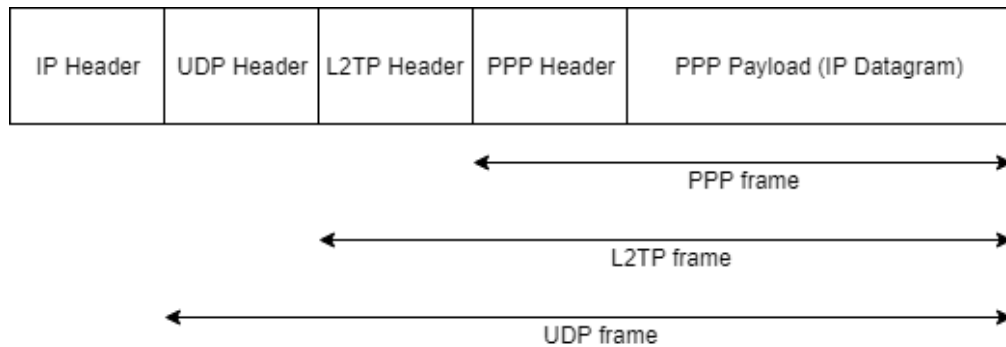 IP Header UDP Header L2TP Header PPP Header PPP Payload (IP Datagram)
PPP frame
L2TP frame
UDP frame